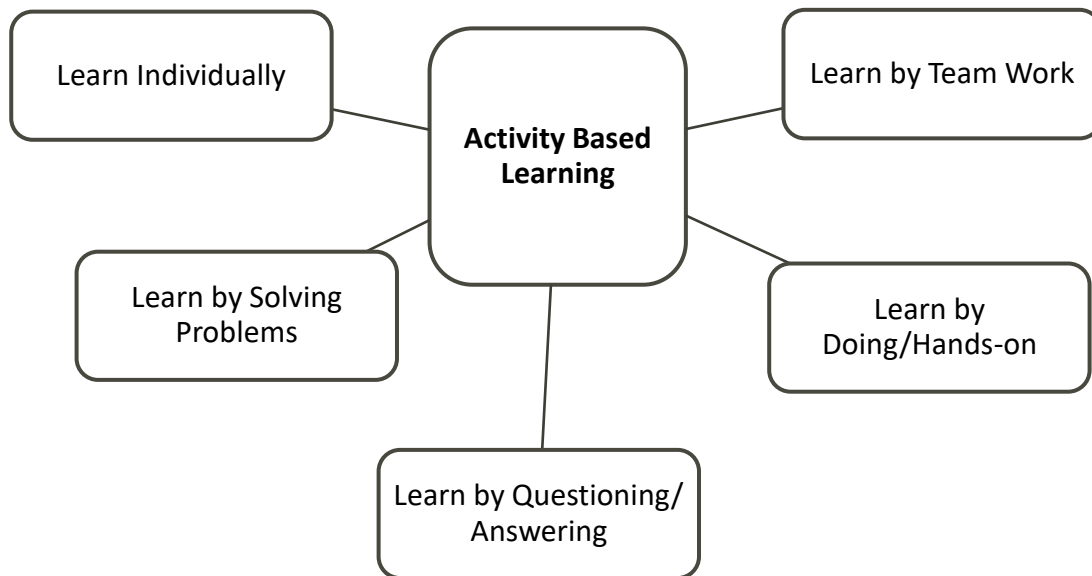 Learn Individually
Activity Based
Learning
Learn by Team Work
Learn by Solving
Problems
Learn by
Doing/Hands-on
Learn by Questioning/
Answering